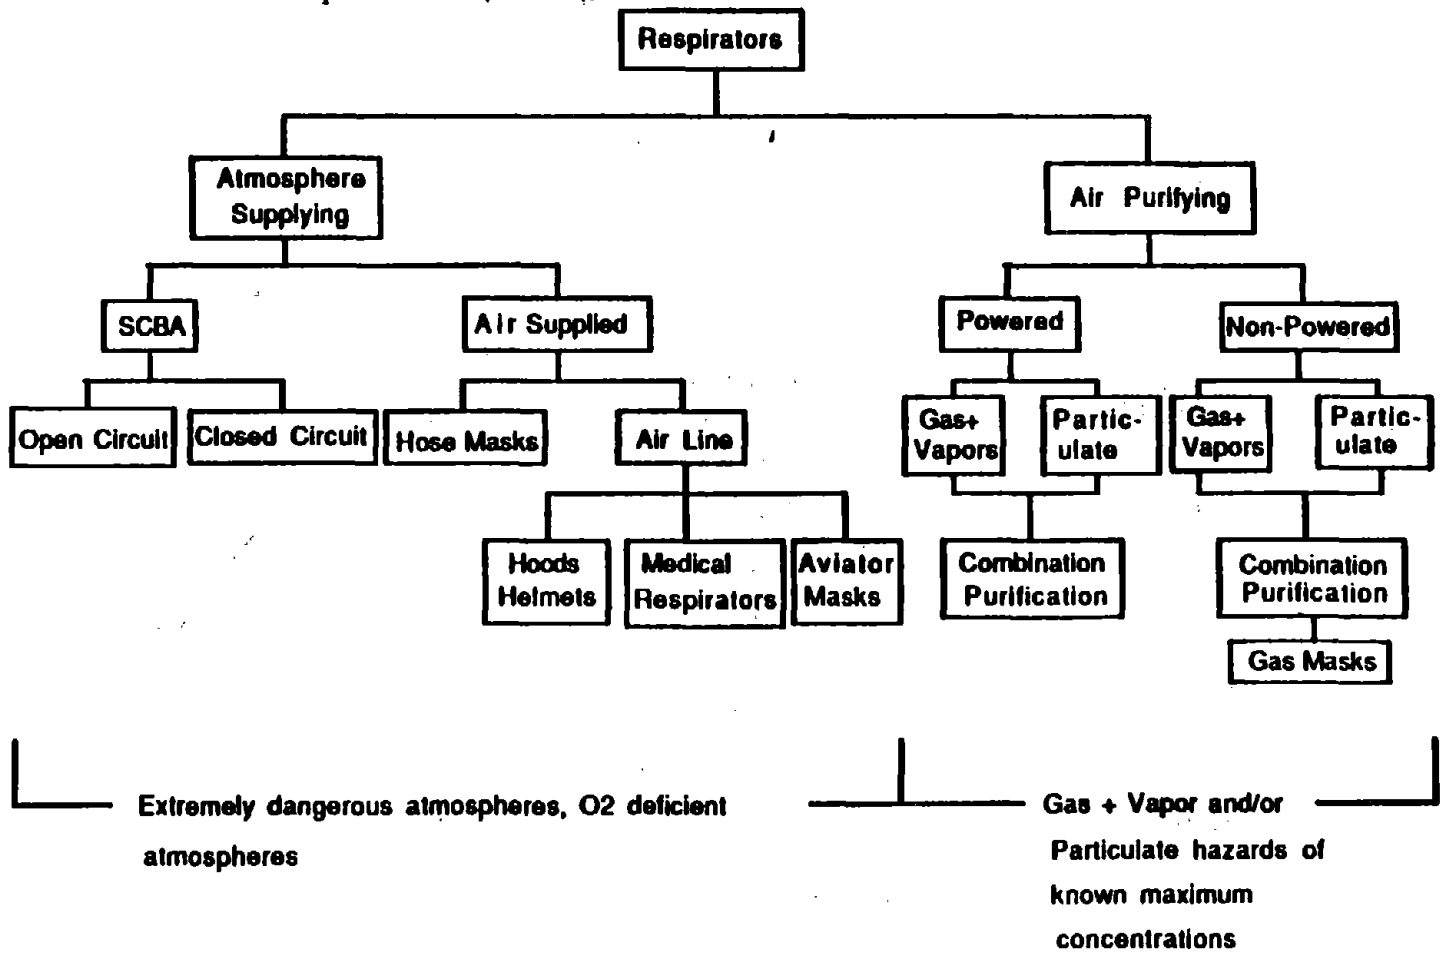 Respirators
Atmosphere
Supplying
Air Purifying
SCBA
Air Supplied
Powered
Non-Powered
Open Circuit
Closed Circuit
Hose Masks
Air Line
Gas+
Vapors
Partic-
ulate
Gas+
Vapors
Partic-
ulate
Hoods
Helmets
Medical
Respirators
Aviator
Masks
Combination
Purification
Combination
Purification
Gas Masks
Extremely dangerous atmospheres, O2 deficient
atmospheres
Gas + Vapor and/or
Particulate hazards of
known maximum
concentrations